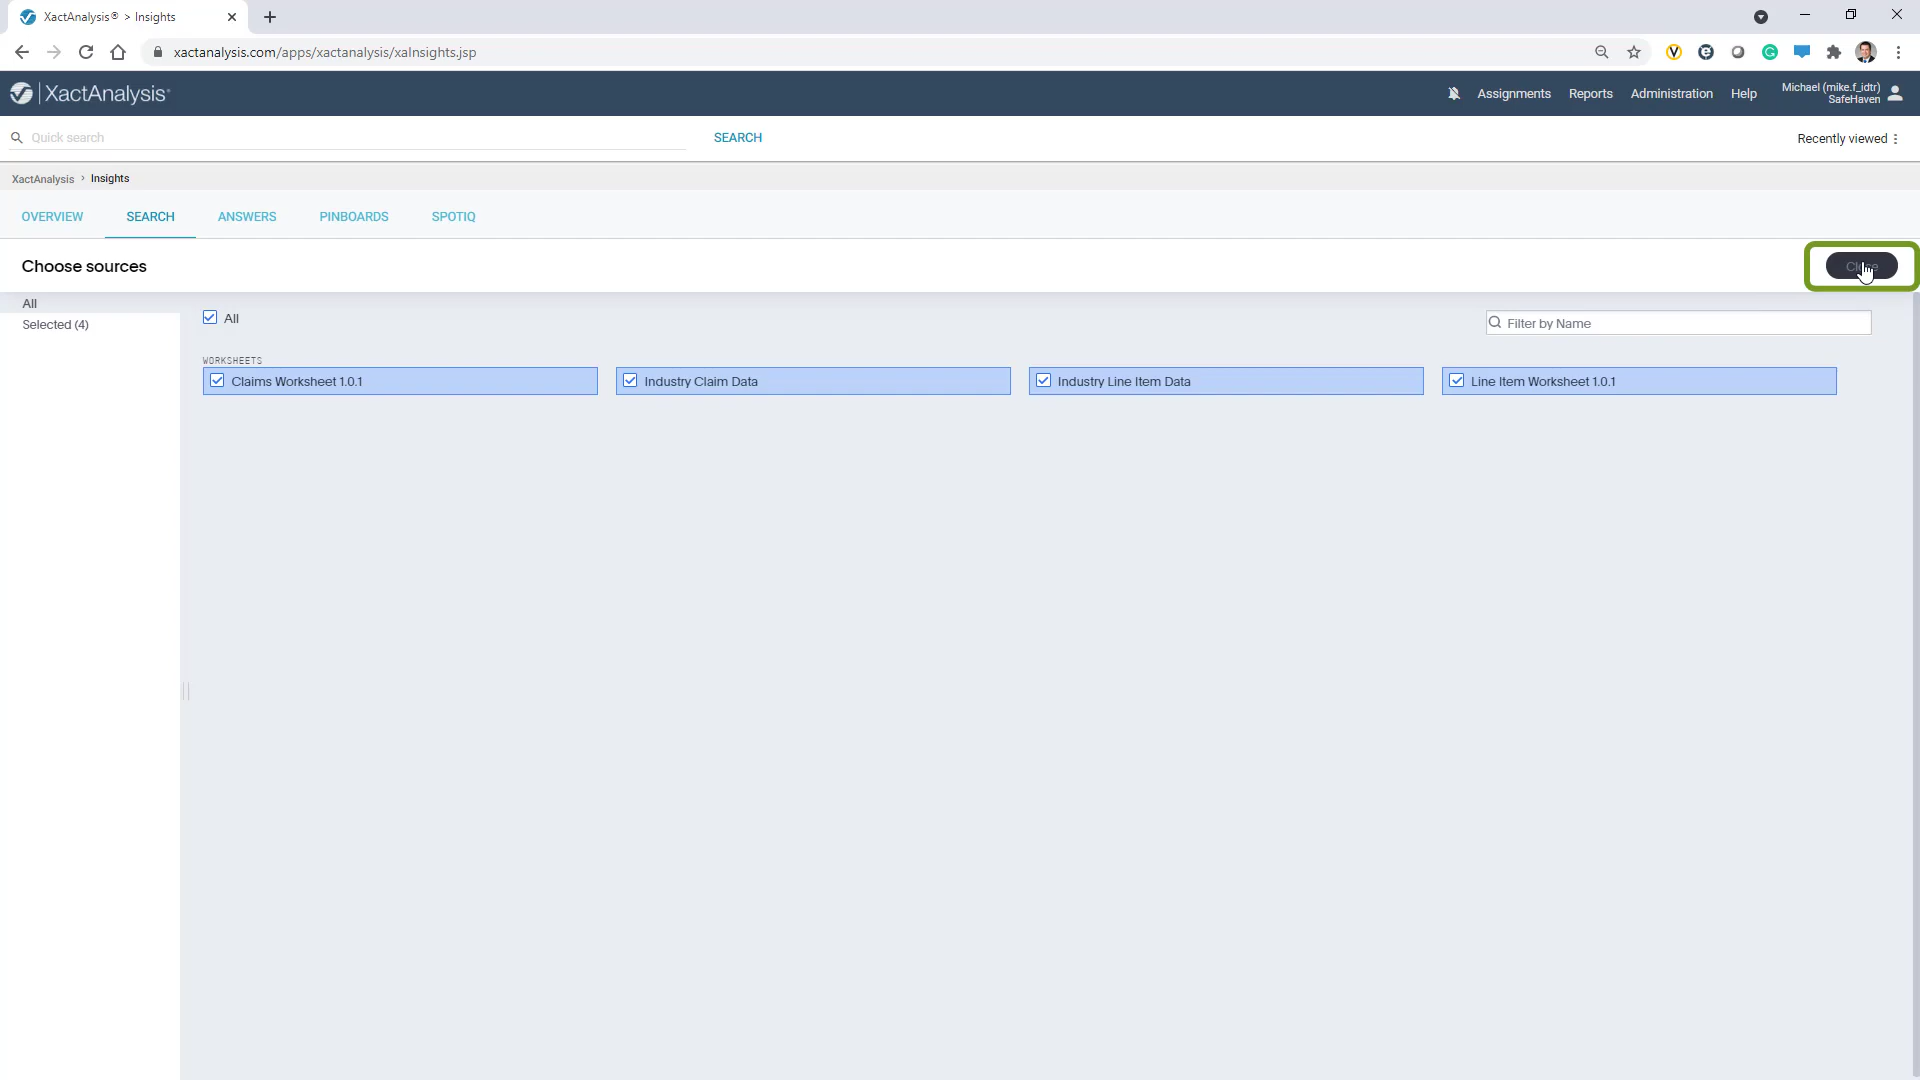 XactAnalysis® > Insights
xactanalysis.com/apps/xactanalysis/xaInsights.jsp
XactAnalysis®
Assignments
Reports
Administration
Help
Michael (mike.f_idtr)
SafeHaven
Quick search
SEARCH
Recently viewed
XactAnalysis › Insights
OVERVIEW
SEARCH
ANSWERS
PINBOARDS
SPOTIQ
Choose sources
Close
All
Selected (4)
All
Filter by Name
WORKSHEETS
Claims Worksheet 1.0.1
Industry Claim Data
Industry Line Item Data
Line Item Worksheet 1.0.1